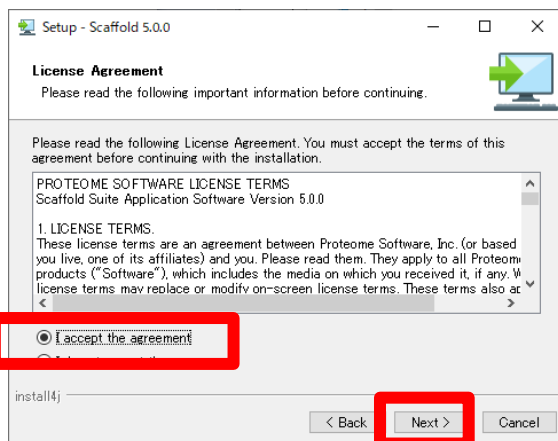 Setup - Scaffold 5.0.0
License Agreement
Please read the following important information before continuing.
Please read the following License Agreement. You must accept the terms of this
agreement before continuing with the installation.
PROTEOME SOFTWARE LICENSE TERMS
Scaffold Suite Application Software Version 5.0.0
1. LICENSE TERMS.
These license terms are an agreement between Proteome Software, Inc. (or based
you live, one of its affiliates) and you. Please read them. They apply to all Proteom
products ("Software"), which includes the media on which you received it, if any.
license terms may replace or modify on-screen license terms. These terms also
I accept the agreement
install4j
< Back
Next >
Cancel